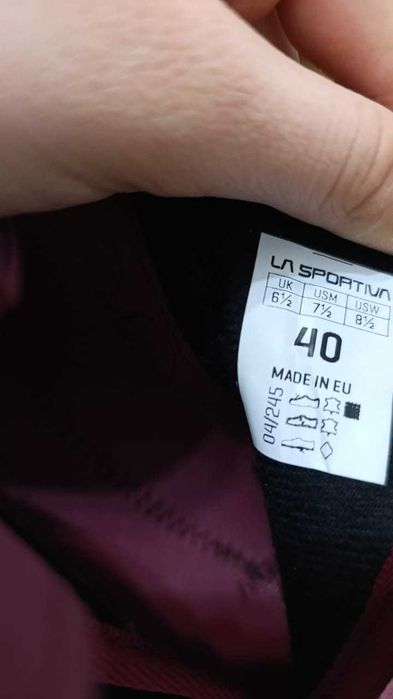 LA SPORTIVA
UK USM USW
6½ 7½ 8½
40
MADE IN EU
04/245